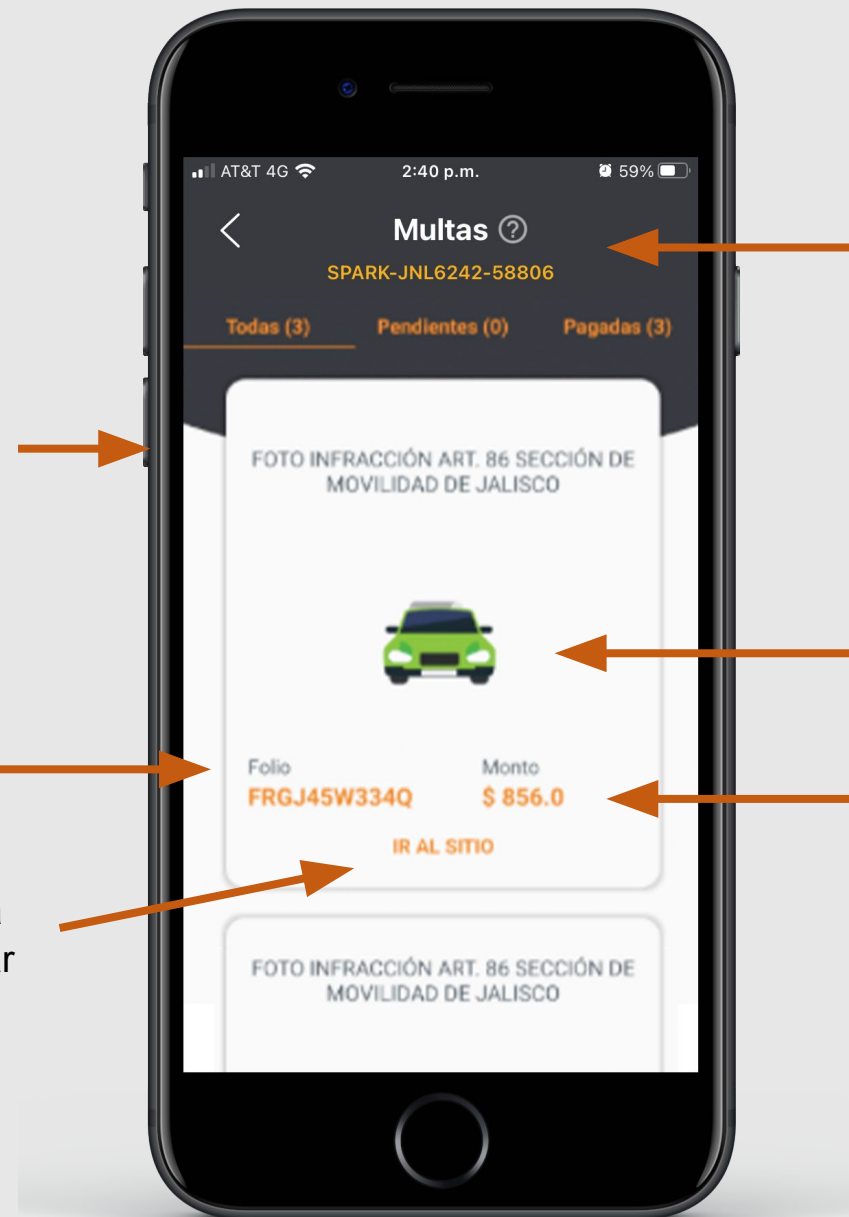 AT&T 4G 2:40 p.m. 59%
Multas ?
SPARK-JNL6242-58806
Todas (3) Pendientes (0) Pagadas (3)
FOTO INFRACCIÓN ART. 86 SECCIÓN DE
MOVILIDAD DE JALISCO
Folio Monto
FRGJ45W334Q $ 856.0
IR AL SITIO
FOTO INFRACCIÓN ART. 86 SECCIÓN DE
MOVILIDAD DE JALISCO